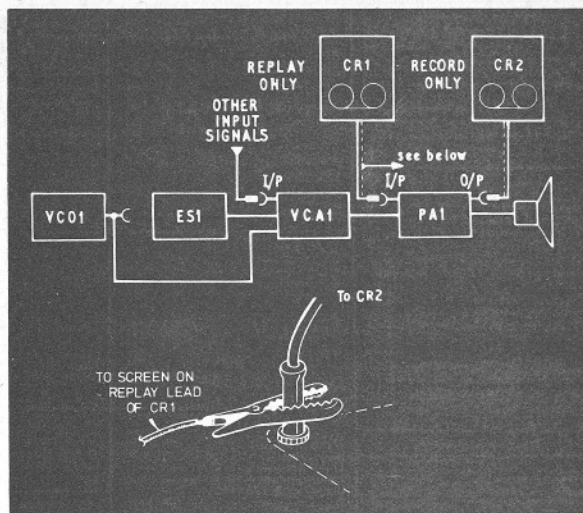 REPLAY
ONLY
CR1
RECORD
ONLY
CR2
OTHER
INPUT
SIGNALS
see below
I/P
I/P
O/P
VCO1
ES1
VCA1
PA1
To CR2
TO SCREEN ON
REPLAY LEAD
OF CR1